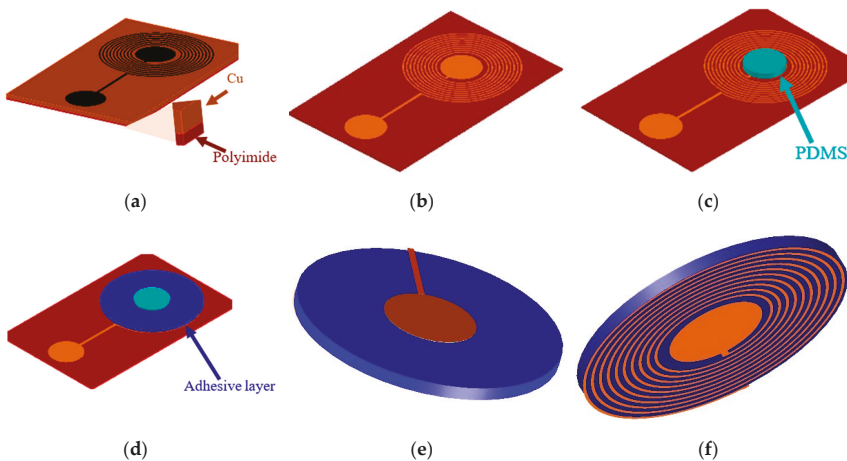 Cu
Polyimide
PDMS
(a)
(b)
(c)
Adhesive layer
(d)
(e)
(f)